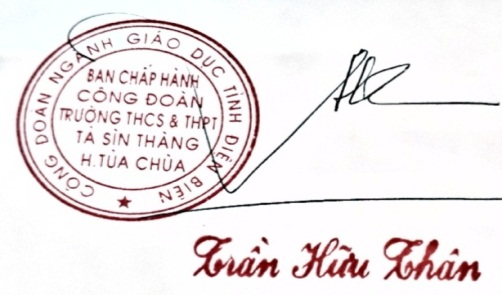 CÔNG ĐOÀN NGÀNH GIÁO DỤC TỈNH ĐIỆN BIÊN
BAN CHẤP HÀNH
CÔNG ĐOÀN
TRƯỜNG THCS & THPT
TẢ SÌN THÀNG
H.TỦA CHÙA
Trần Hữu Thân